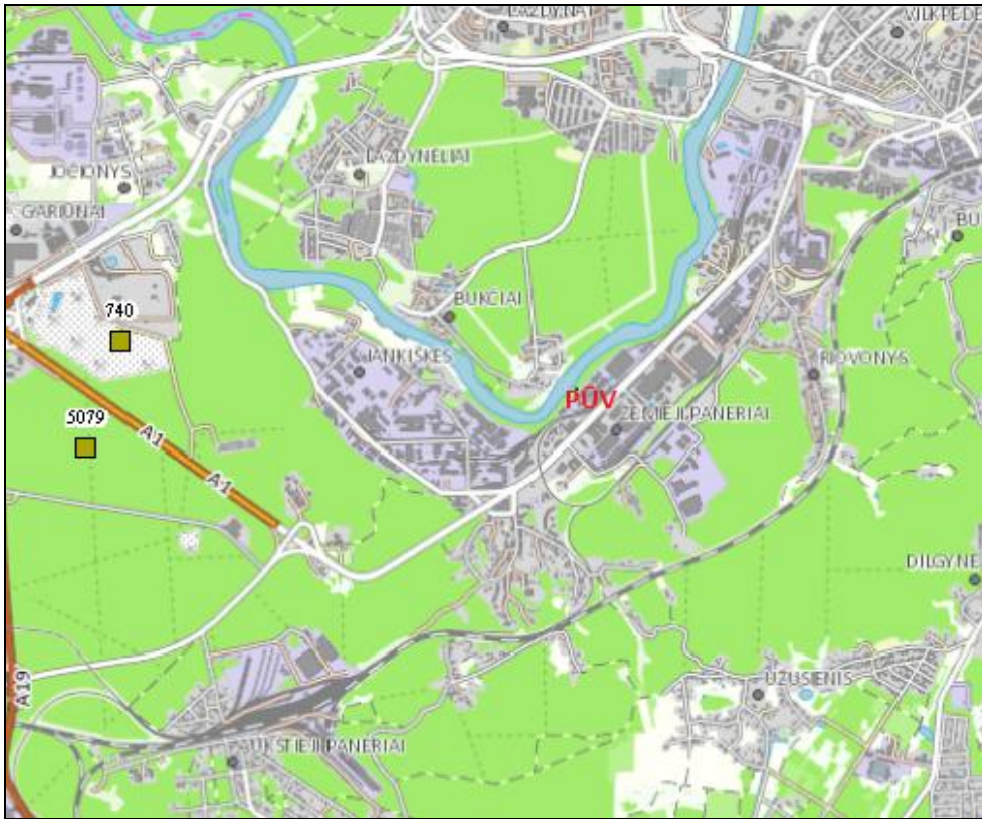 LAZDYNAI
VILKPĖDĖ
LAZDYNĖLIAI
JOČIONYS
GARIŪNAI
BU
740
BUKČIAI
JANKIŠKĖS
RIOVONYS
PŪV
ŽEMIEJI PANERIAI
5079
A1
A1
DILGYNĖ
UŽUSIENIS
A19
AUKŠTIEJI PANERIAI